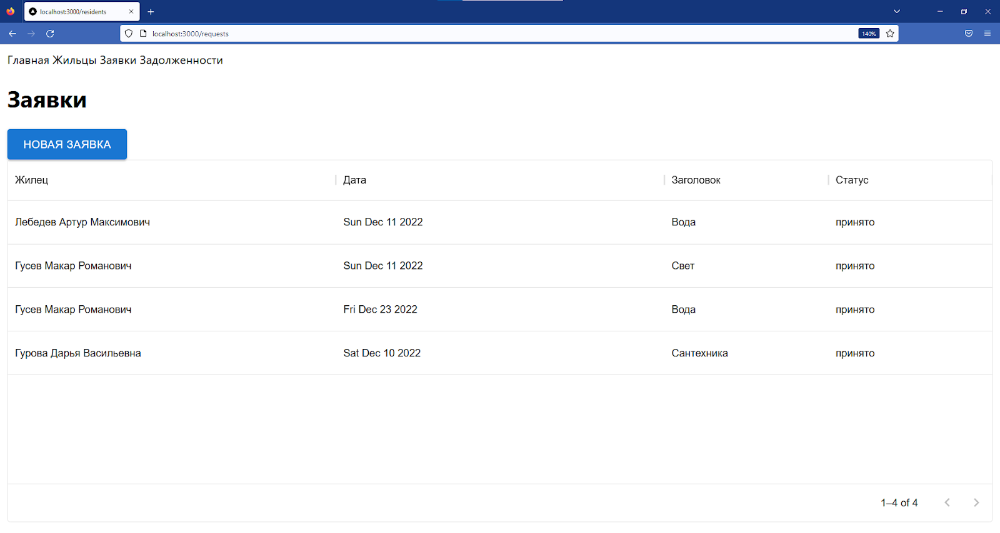 localhost:3000/residents
localhost:3000/requests 140%
Главная Жильцы Заявки Задолженности
Заявки
НОВАЯ ЗАЯВКА
Жилец Дата Заголовок Статус
Лебедев Артур Максимович Sun Dec 11 2022 Вода принято
Гусев Макар Романович Sun Dec 11 2022 Свет принято
Гусев Макар Романович Fri Dec 23 2022 Вода принято
Гурова Дарья Васильевна Sat Dec 10 2022 Сантехника принято
1–4 of 4